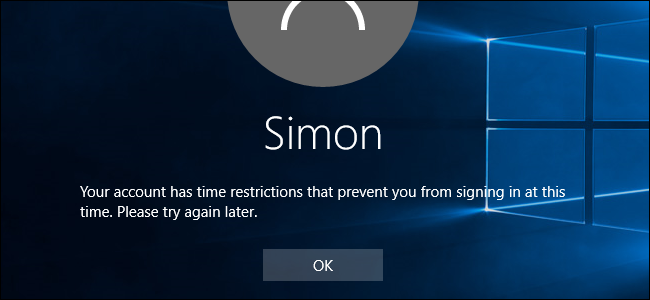 Simon
Your account has time restrictions that prevent you from signing in at this
time. Please try again later.
OK